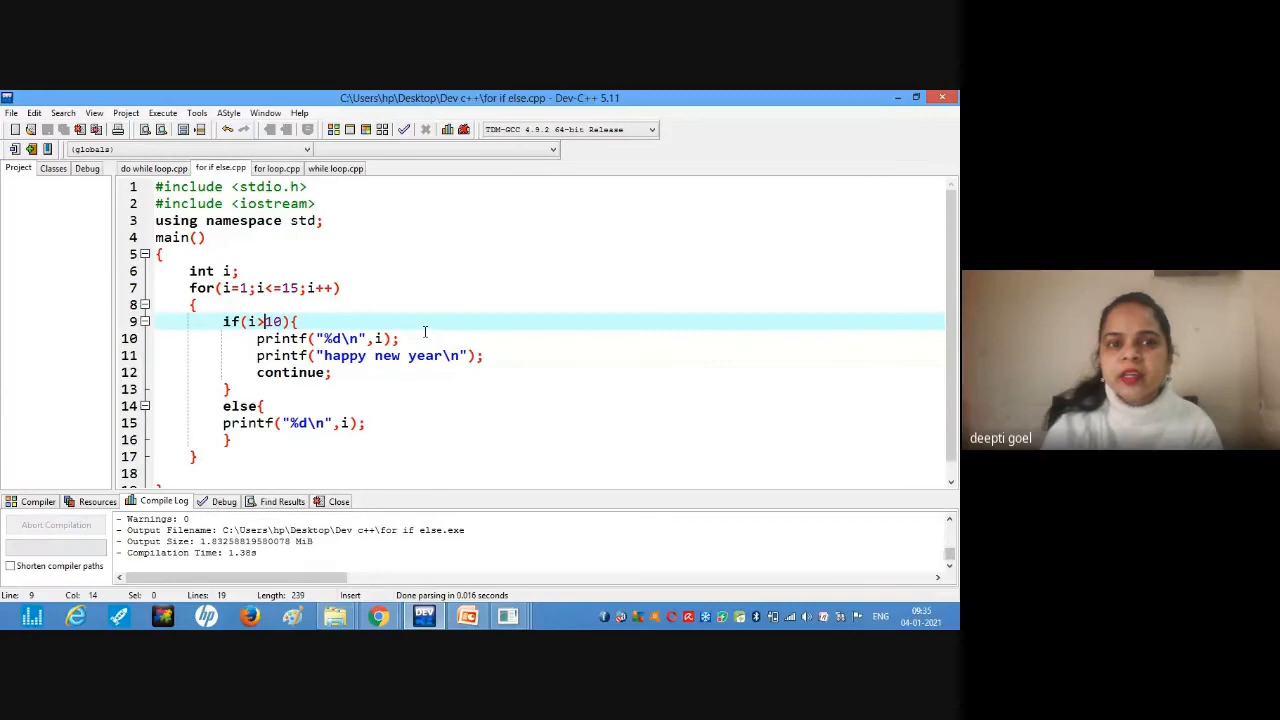 C:\Users\hp\Desktop\Dev c++\for if else.cpp - Dev-C++ 5.11
File Edit Search View Project Execute Tools AStyle Window Help
TDM-GCC 4.9.2 64-bit Release
(globals)
Project Classes Debug do while loop.cpp for if else.cpp for loop.cpp while loop.cpp
1 #include <stdio.h>
2 #include <iostream>
3 using namespace std;
4 main()
5 {
6 int i;
7 for(i=1;i<=15;i++)
8 {
9 if(i>10){
10 printf("%d\n",i);
11 printf("happy new year\n");
12 continue;
13 }
14 else{
15 printf("%d\n",i);
16 }
17 }
18
deepti goel
Compiler Resources Compile Log Debug Find Results Close
Abort Compilation
Shorten compiler paths
- Warnings: 0
- Output Filename: C:\Users\hp\Desktop\Dev c++\for if else.exe
- Output Size: 1.83258819580078 MiB
- Compilation Time: 1.38s
Line: 9 Col: 14 Sel: 0 Lines: 19 Length: 239 Insert Done parsing in 0.016 seconds
DEV
ENG
09:35
04-01-2021